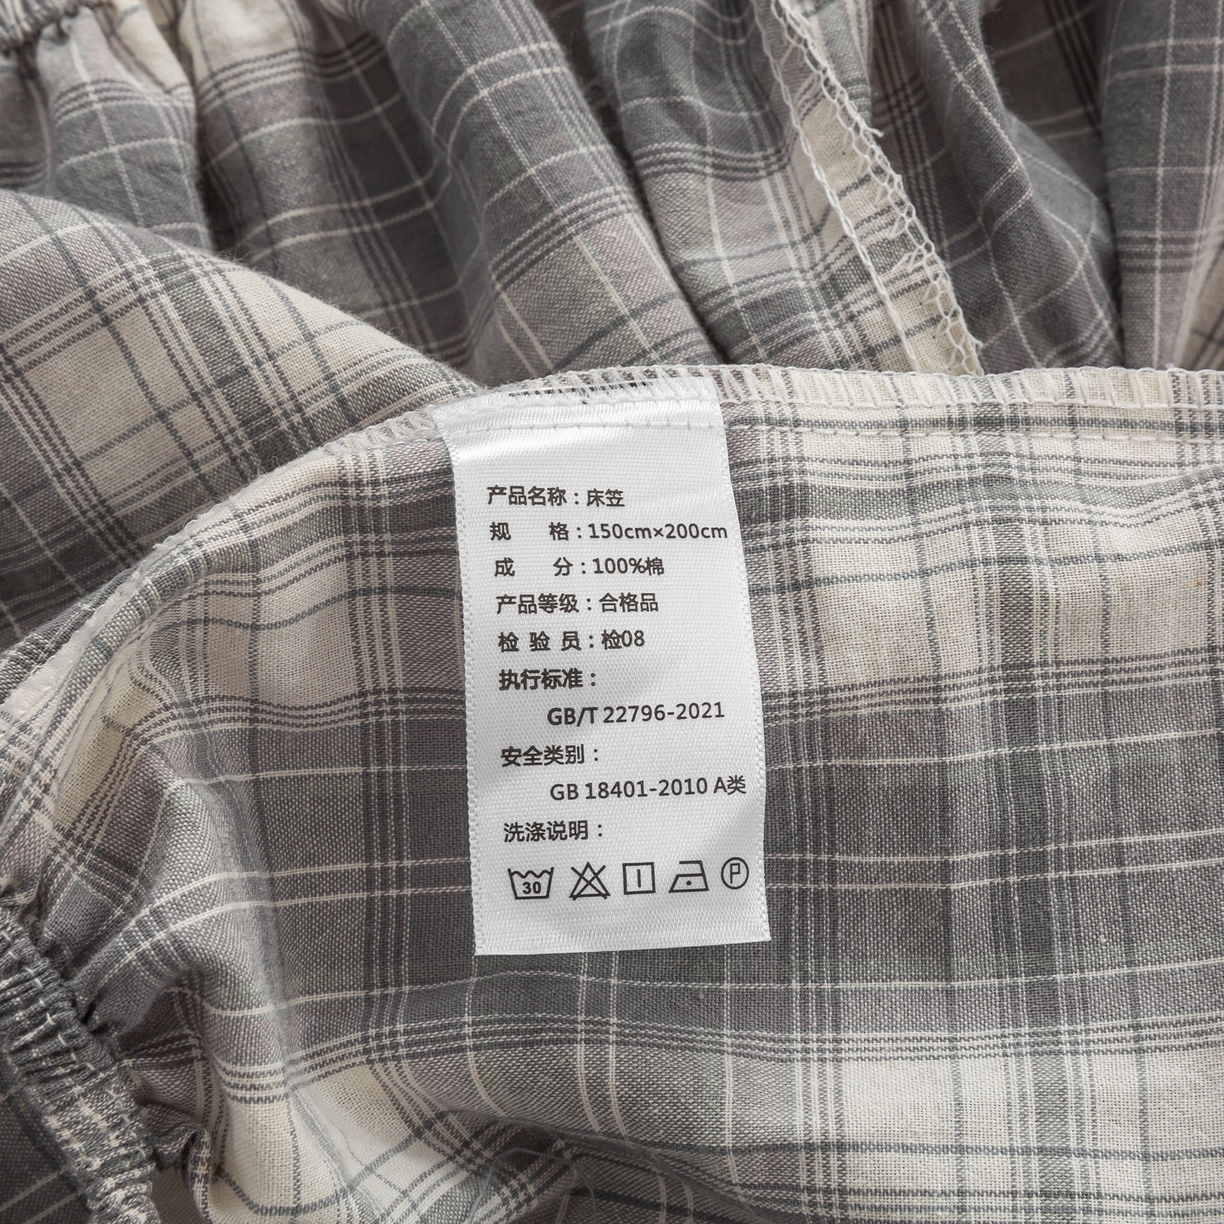 产品名称：床笠
规 格：150cm×200cm
成 分：100%棉
产品等级：合格品
检 验 员：检08
执行标准：
GB/T 22796-2021
安全类别：
GB 18401-2010 A类
洗涤说明：
30 P